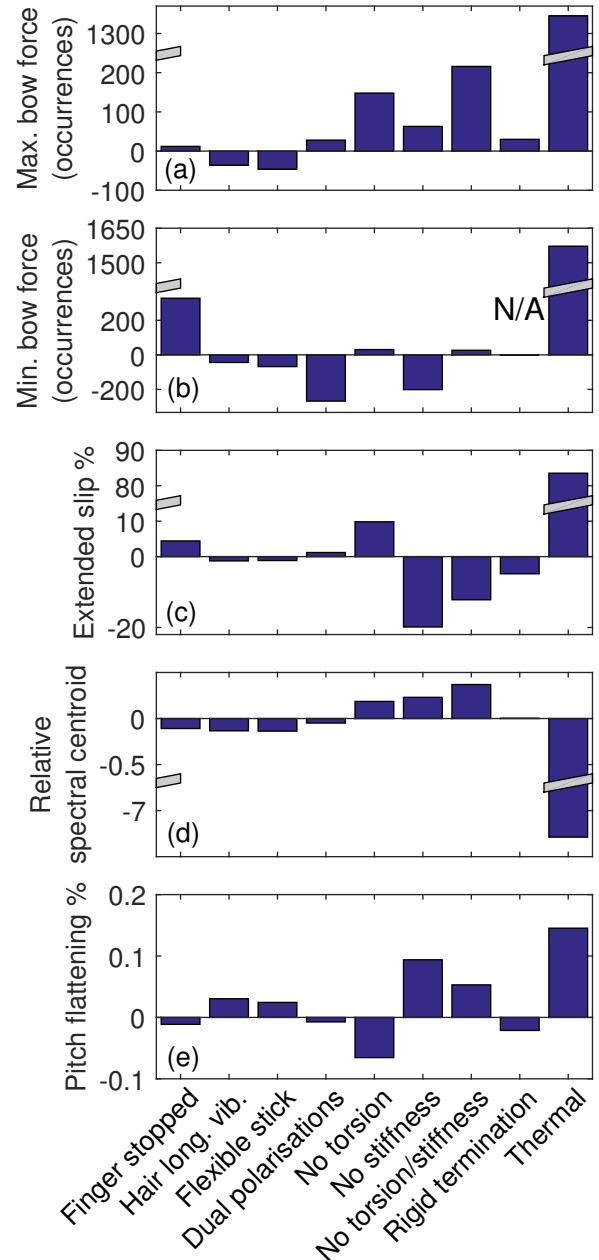 Max. bow force
(occurrences)
1300
200
100
0
-100
(a)
Min. bow force
(occurrences)
1650
1500
200
0
-200
N/A
(b)
Extended slip %
90
80
10
0
-20
(c)
Relative
spectral centroid
0
-0.5
-7
(d)
Pitch flattening %
0.2
0.1
0
-0.1
(e)
Finger stopped
Hair long. vib.
Flexible stick
Dual polarisations
No torsion
No stiffness
No torsion/stiffness
Rigid termination
Thermal